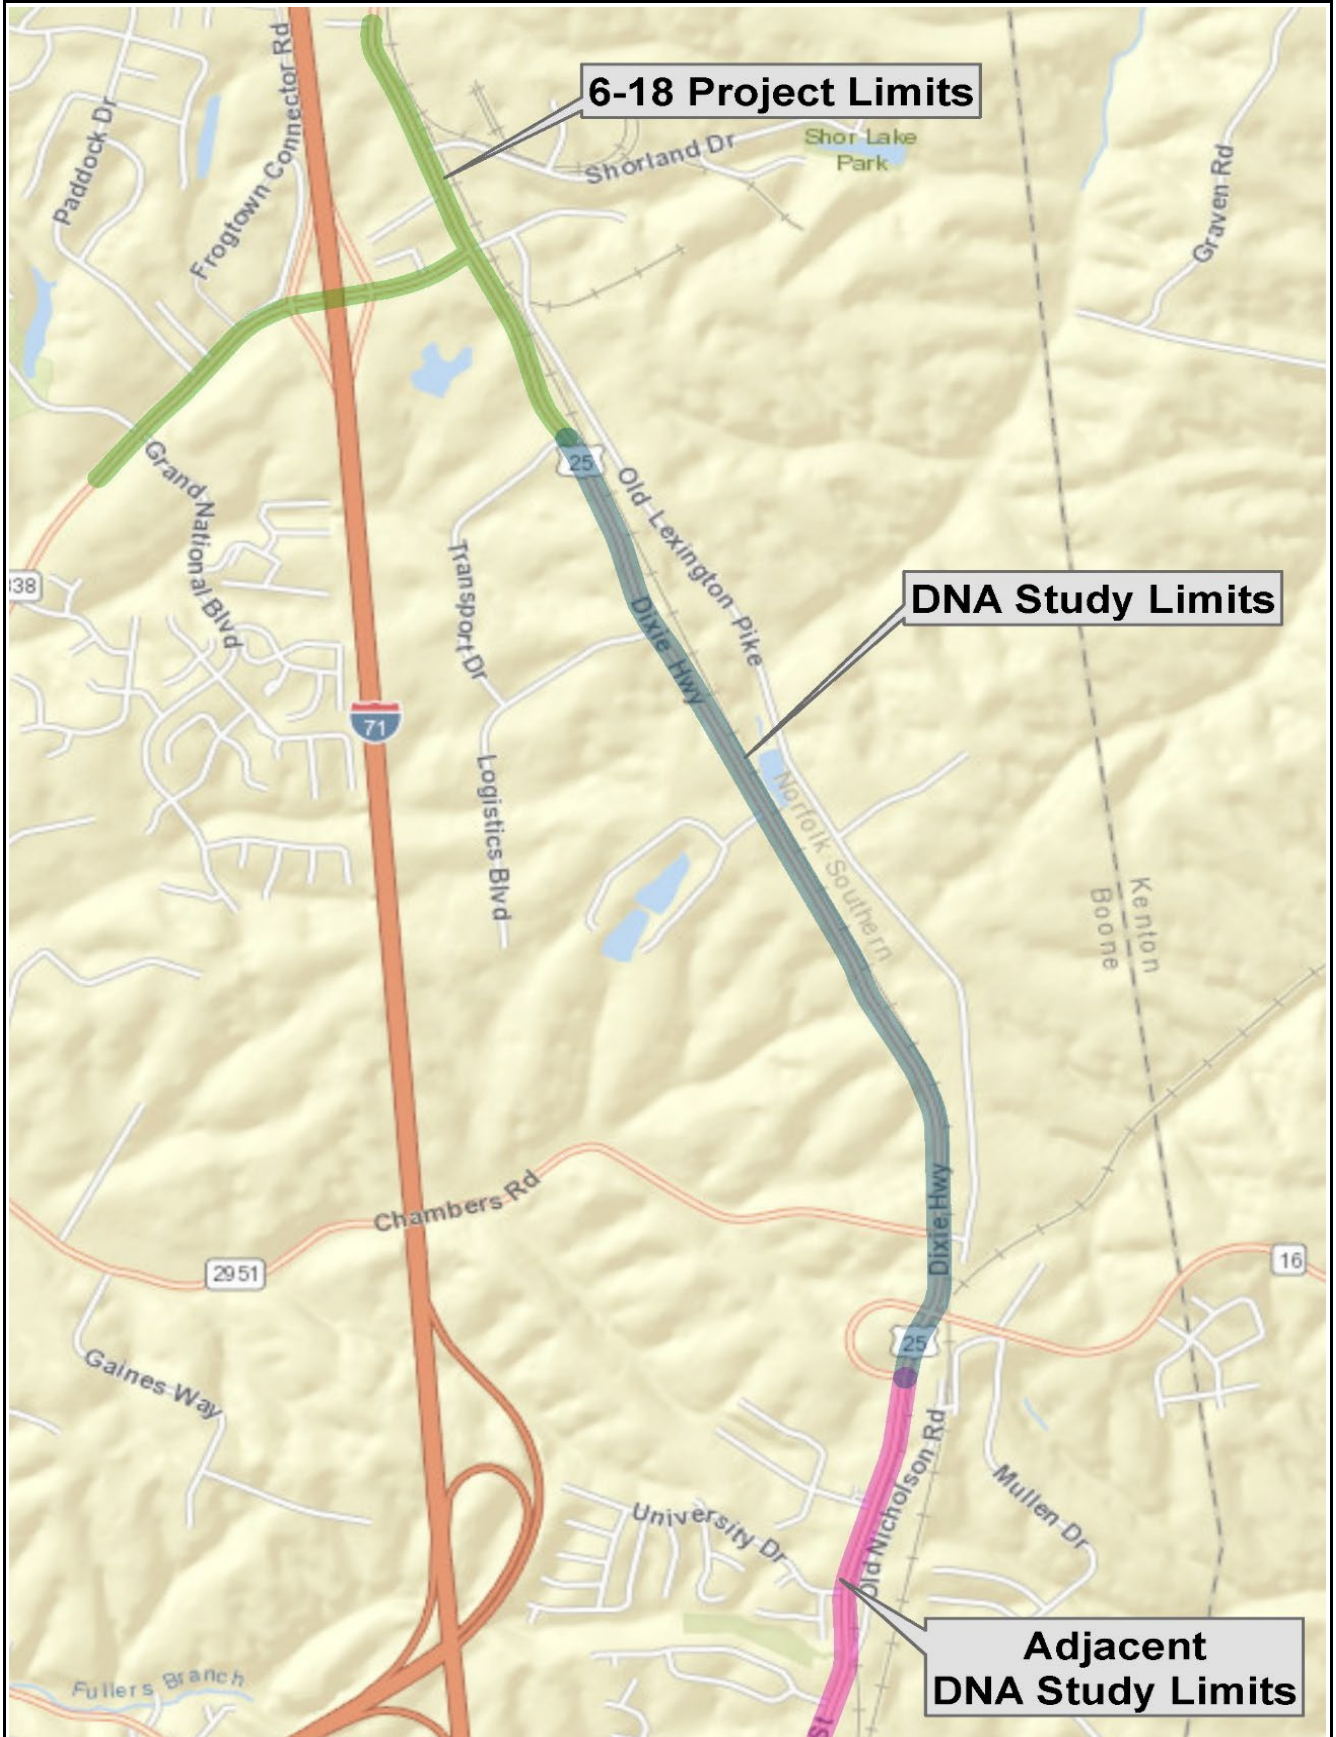 6-18 Project Limits
Paddock Dr
Frogtown Connector Rd
Shorland Dr
Shor Lake
Park
Graven Rd
Grand National Blvd
25
Old Lexington Pike
Transport Dr
338
DNA Study Limits
Dixie Hwy
71
Logistics Blvd
Norfolk Southern
Kenton
Boone
Chambers Rd
Dixie Hwy
2951
16
25
Gaines Way
Old Nicholson Rd
Mullen Dr
University Dr
Adjacent
DNA Study Limits
Fullers Branch
st